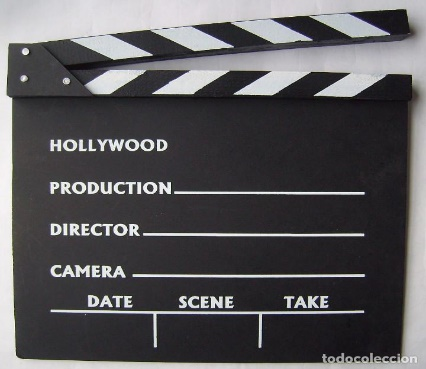 HOLLYWOOD
PRODUCTION
DIRECTOR
CAMERA
DATE SCENE TAKE
todocoleccion